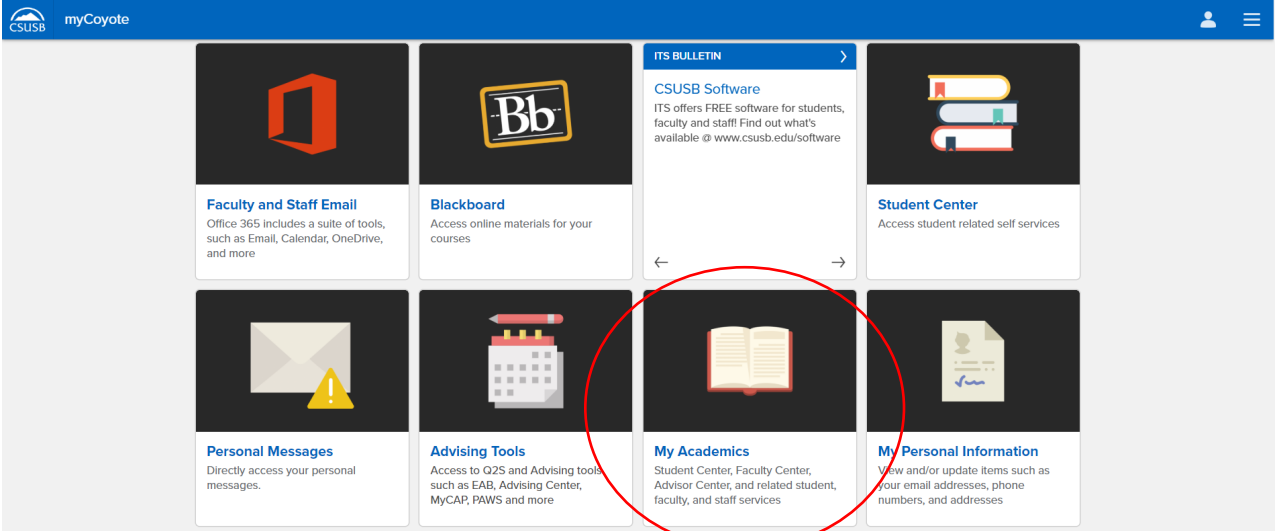 CSUSB myCoyote
Bb
ITS BULLETIN
CSUSB Software
ITS offers FREE software for students,
faculty and staff! Find out what's
available @ www.csusb.edu/software
Faculty and Staff Email
Office 365 includes a suite of tools,
such as Email, Calendar, OneDrive,
and more
Blackboard
Access online materials for your
courses
Student Center
Access student related self services
Personal Messages
Directly access your personal
messages.
Advising Tools
Access to Q2S and Advising tools
such as EAB, Advising Center,
MyCAP, PAWS and more
My Academics
Student Center, Faculty Center,
Advisor Center, and related student,
faculty, and staff services
My Personal Information
View and/or update items such as
your email addresses, phone
numbers, and addresses